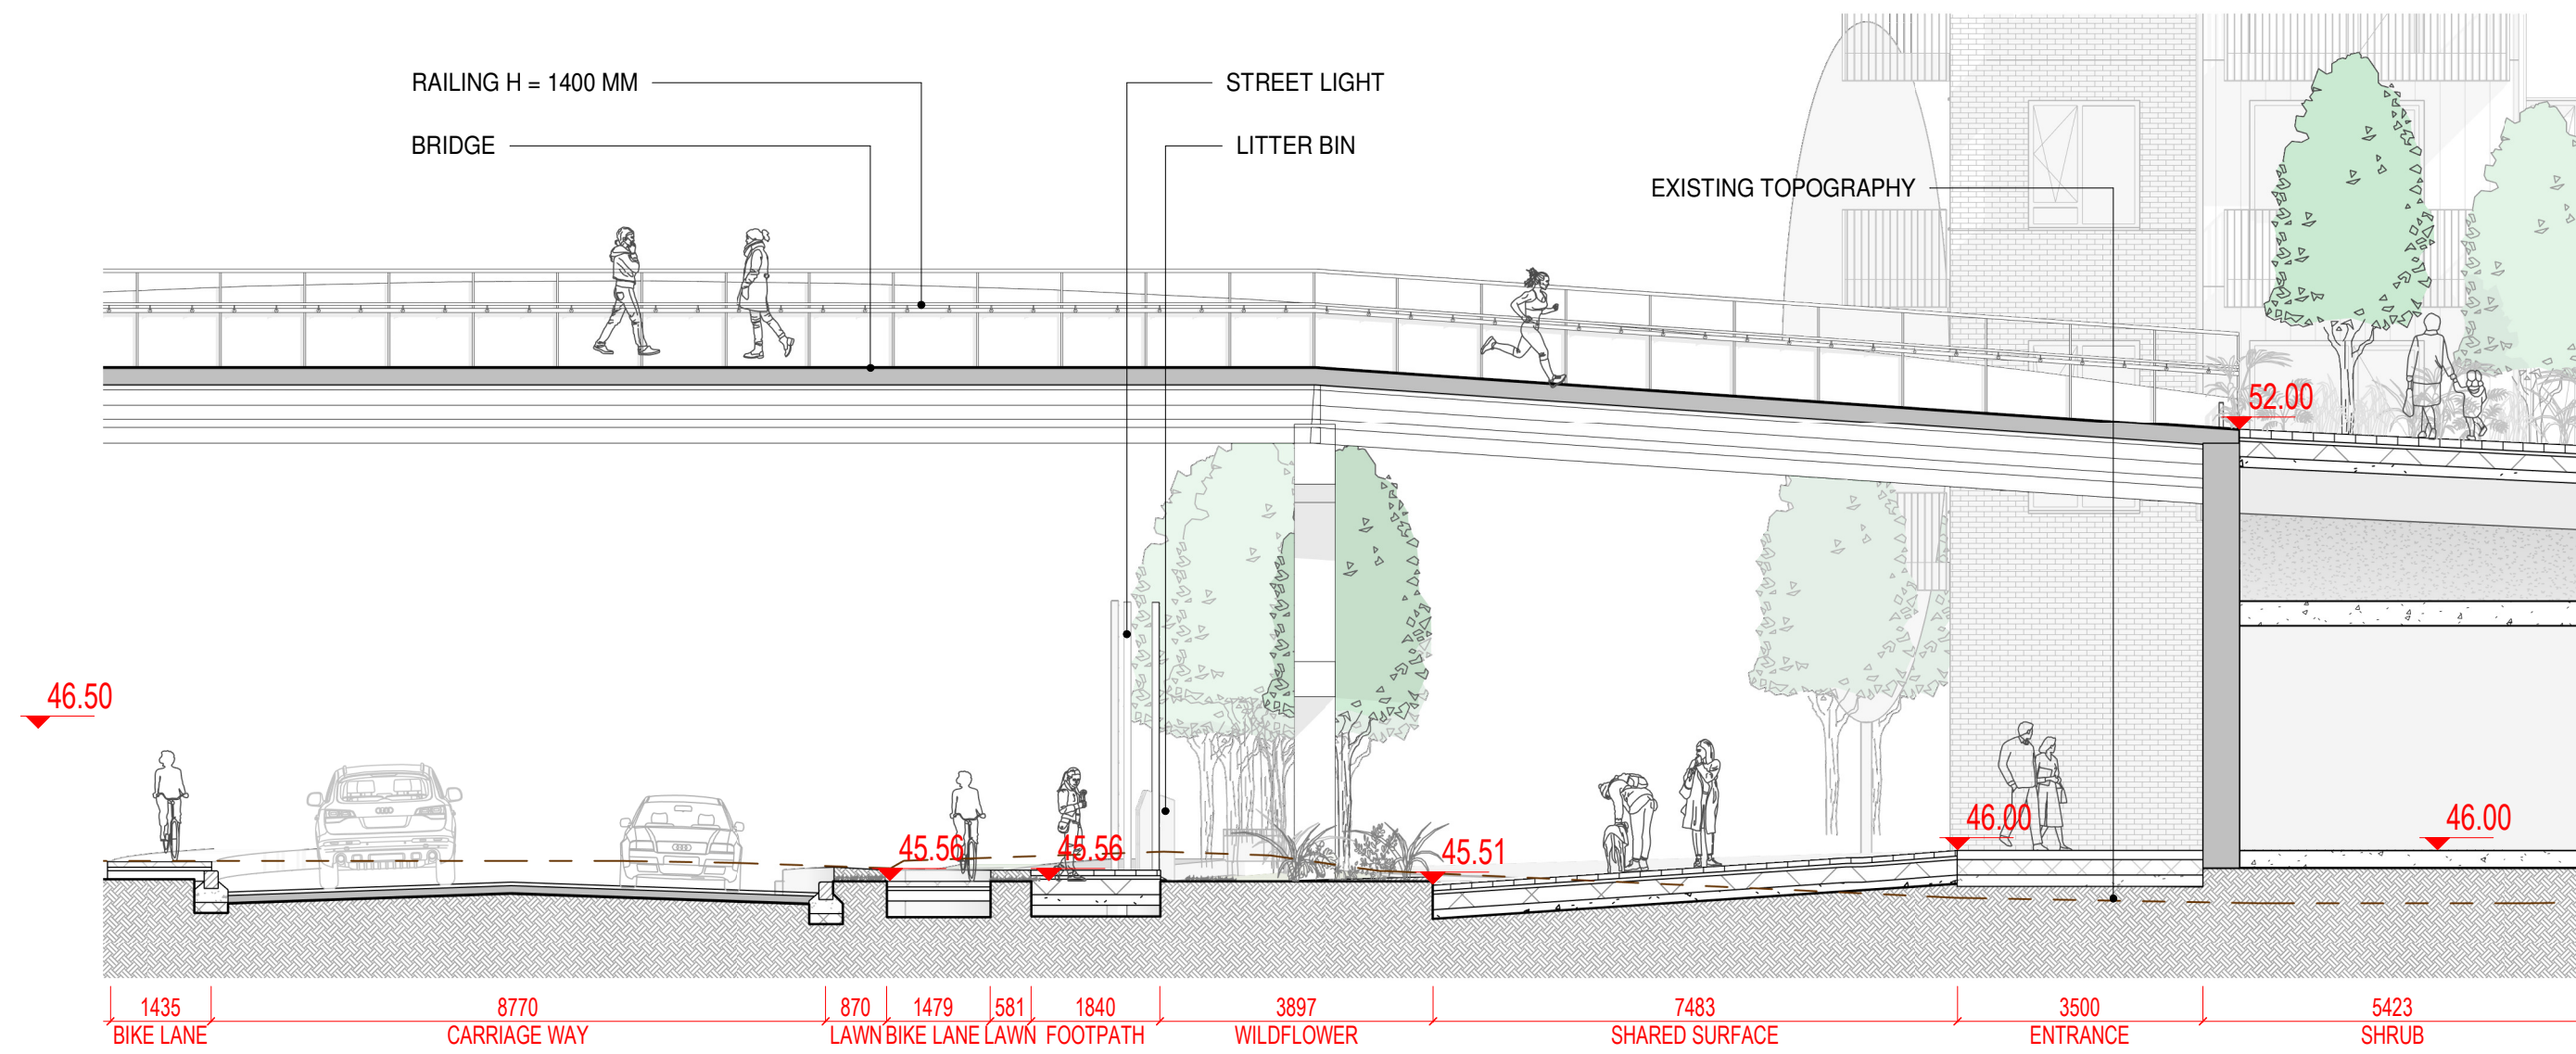 RAILING H = 1400 MM
STREET LIGHT
BRIDGE
LITTER BIN
EXISTING TOPOGRAPHY
52.00
46.50
45.56
45.56
45.51
46.00
46.00
1435
8770
870
1479
581
1840
3897
7483
3500
5423
BIKE LANE
CARRIAGE WAY
LAWN
BIKE LANE
LAWN
FOOTPATH
WILDFLOWER
SHARED SURFACE
ENTRANCE
SHRUB